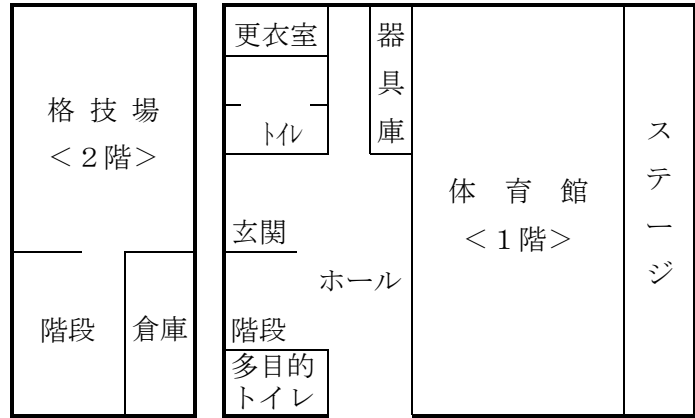 格技場
＜２階＞
階段
倉庫
更衣室
ﾄｲﾚ
玄関
ホール
階段
多目的
トイレ
器具庫
体育館
＜１階＞
ステージ